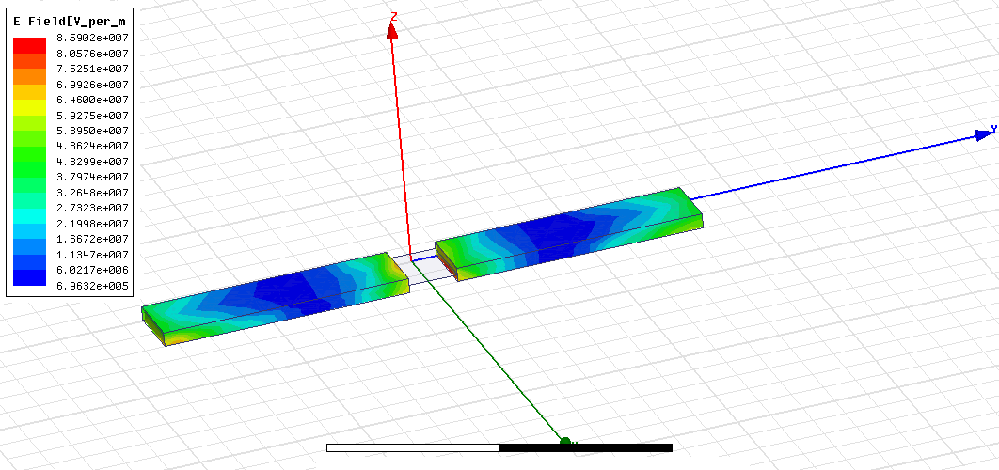 E Field[V_per_m
8.5902e+007
8.0576e+007
7.5251e+007
6.9926e+007
6.4600e+007
5.9275e+007
5.3950e+007
4.8624e+007
4.3299e+007
3.7974e+007
3.2648e+007
2.7323e+007
2.1998e+007
1.6672e+007
1.1347e+007
6.0217e+006
6.9632e+005
Z
Y